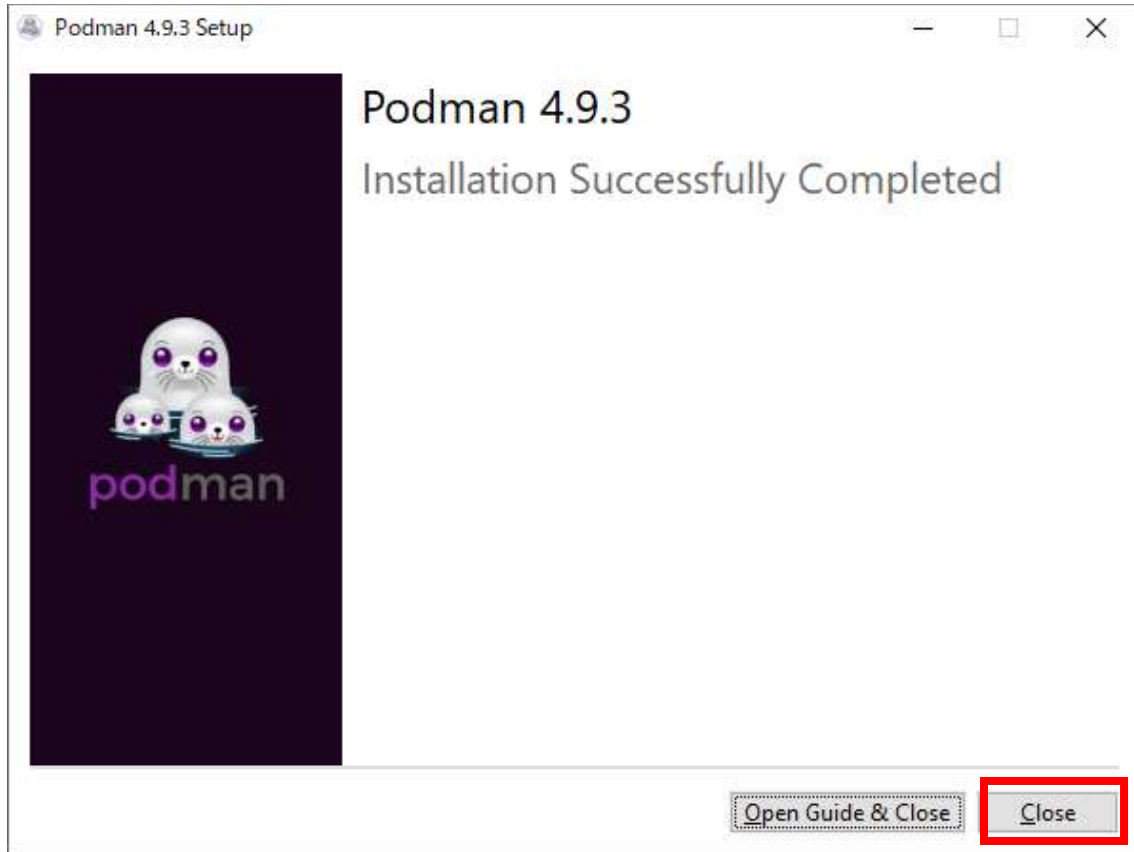 Podman 4.9.3 Setup
Podman 4.9.3
Installation Successfully Completed
podman
Open Guide & Close
Close